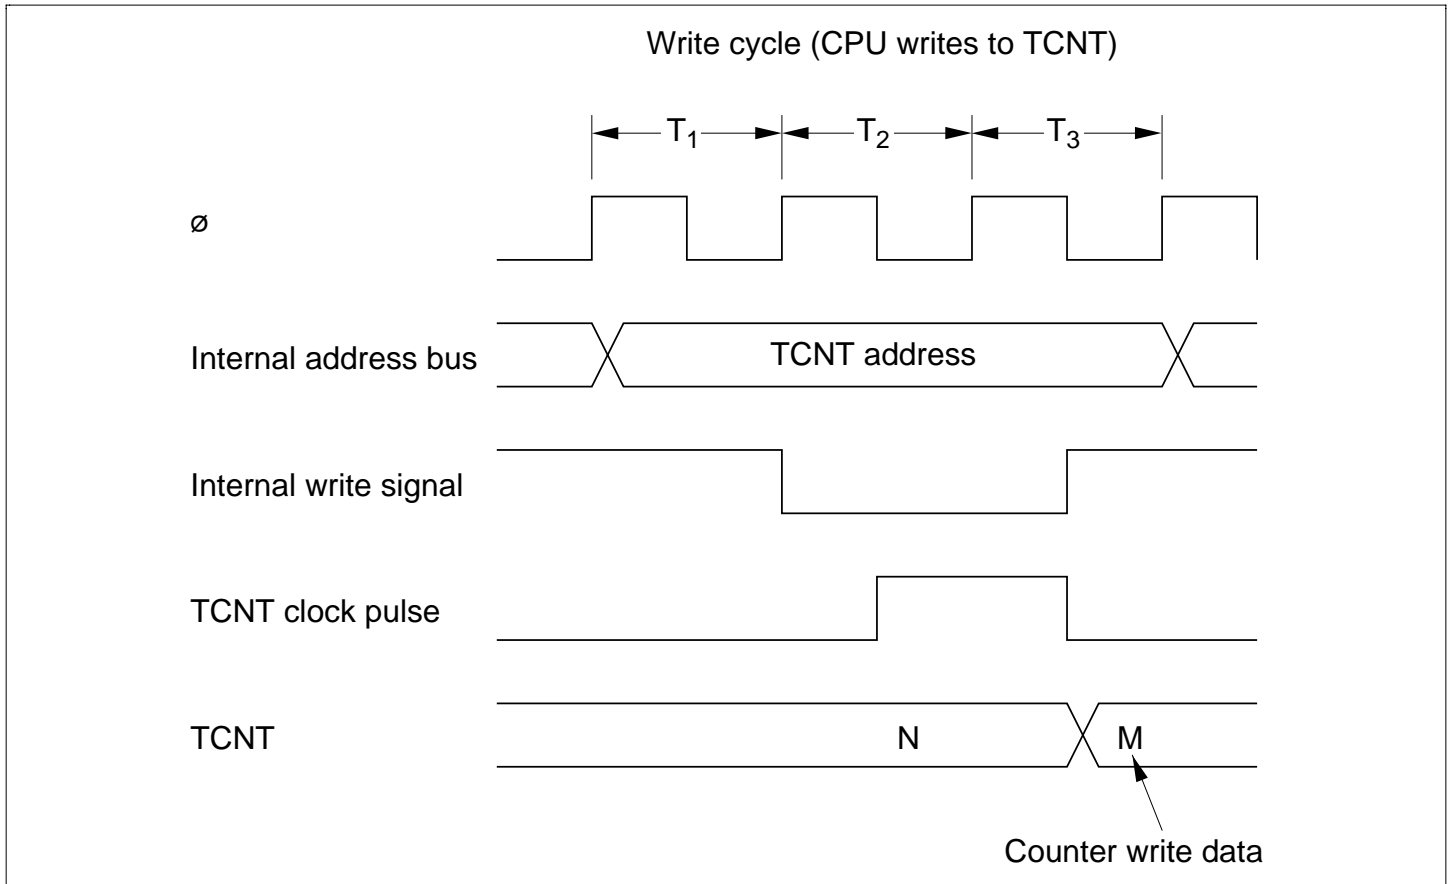 Write cycle (CPU writes to TCNT)
T1 T2 T3
ø
Internal address bus TCNT address
Internal write signal
TCNT clock pulse
TCNT N M
Counter write data